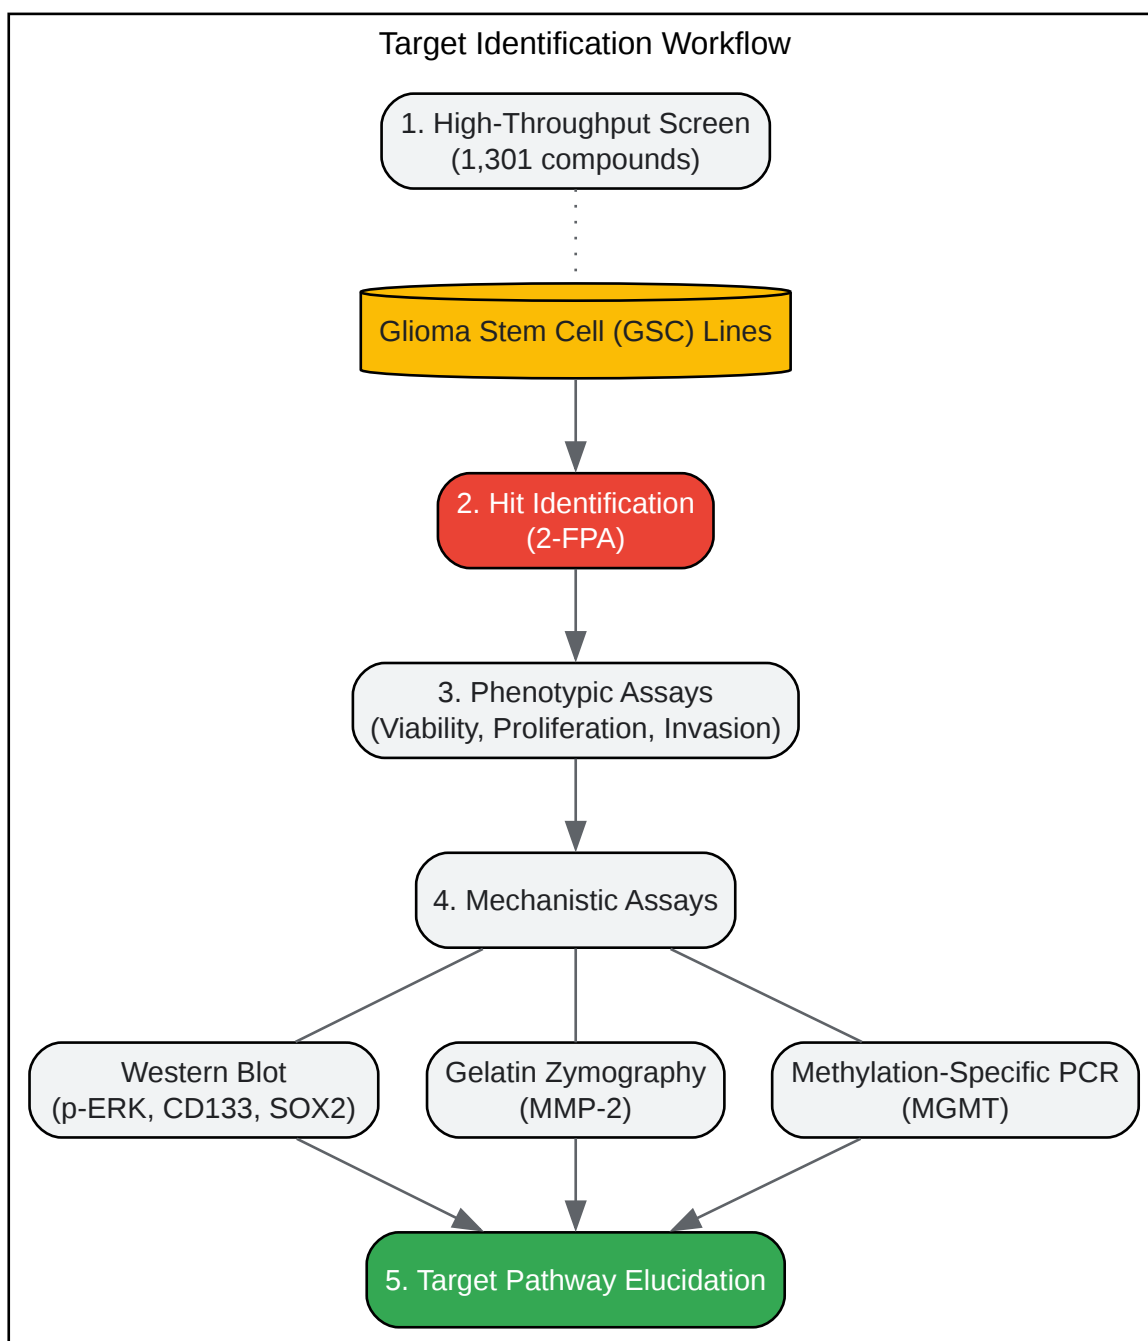 Target Identification Workflow
1. High-Throughput Screen
(1,301 compounds)
Glioma Stem Cell (GSC) Lines
2. Hit Identification
(2-FPA)
3. Phenotypic Assays
(Viability, Proliferation, Invasion)
4. Mechanistic Assays
Western Blot
(p-ERK, CD133, SOX2)
Gelatin Zymography
(MMP-2)
Methylation-Specific PCR
(MGMT)
5. Target Pathway Elucidation